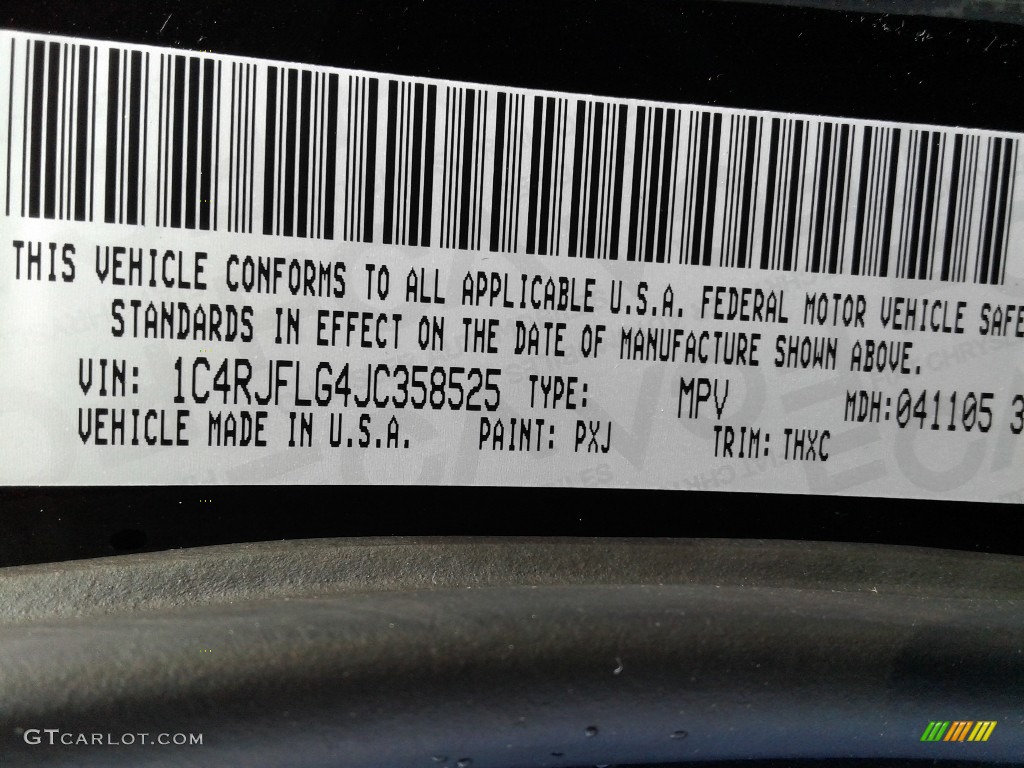 THIS VEHICLE CONFORMS TO ALL APPLICABLE U.S.A. FEDERAL MOTOR VEHICLE SAFE
STANDARDS IN EFFECT ON THE DATE OF MANUFACTURE SHOWN ABOVE.
VIN: 1C4RJFLG4JC358525 TYPE: MPV MDH:041105 3
VEHICLE MADE IN U.S.A. PAINT: PXJ TRIM: THXC
GTCARLOT.COM